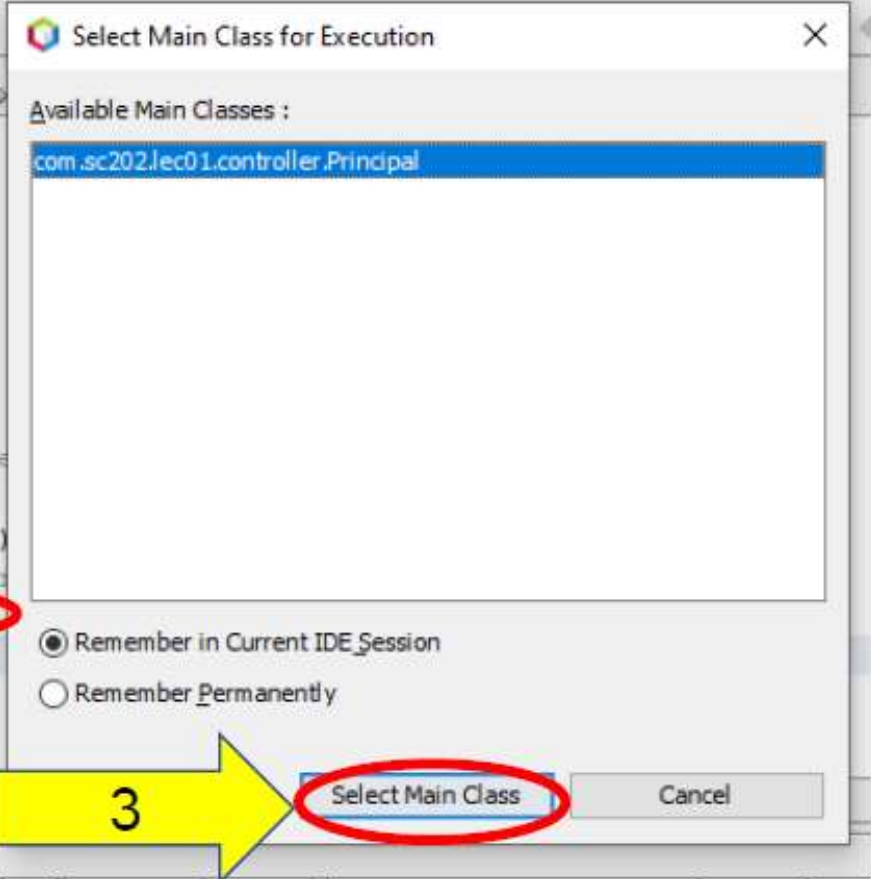 Select Main Class for Execution
Available Main Classes :
com.sc202.lec01.controller.Principal
Remember in Current IDE Session
Remember Permanently
3
Select Main Class
Cancel